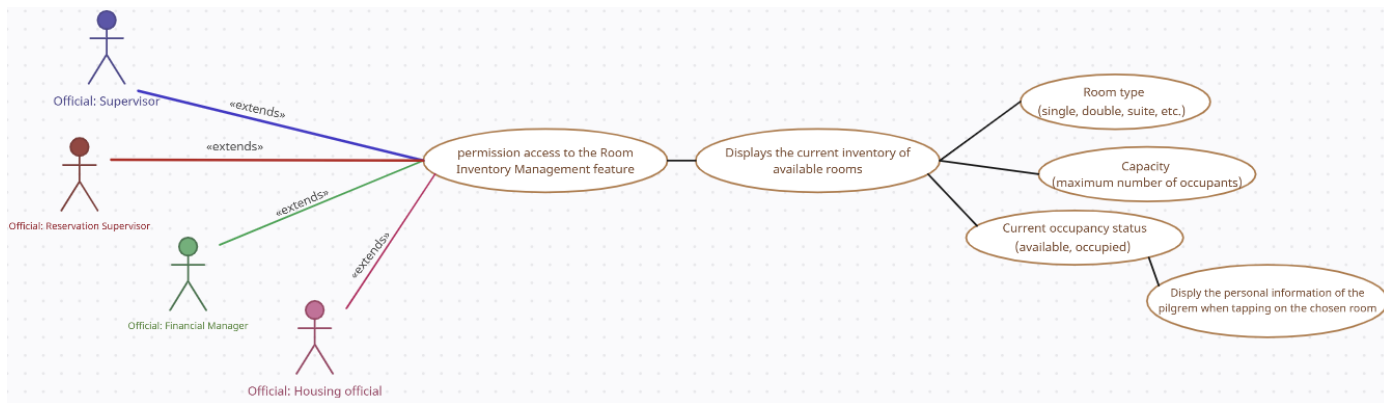 Official: Supervisor
«extends»
Official: Reservation Supervisor
«extends»
Official: Financial Manager
«extends»
Official: Housing official
«extends»
permission access to the Room
Inventory Management feature
Displays the current inventory of
available rooms
Room type
(single, double, suite, etc.)
Capacity
(maximum number of occupants)
Current occupancy status
(available, occupied)
Disply the personal information of the
pilgrem when tapping on the chosen room